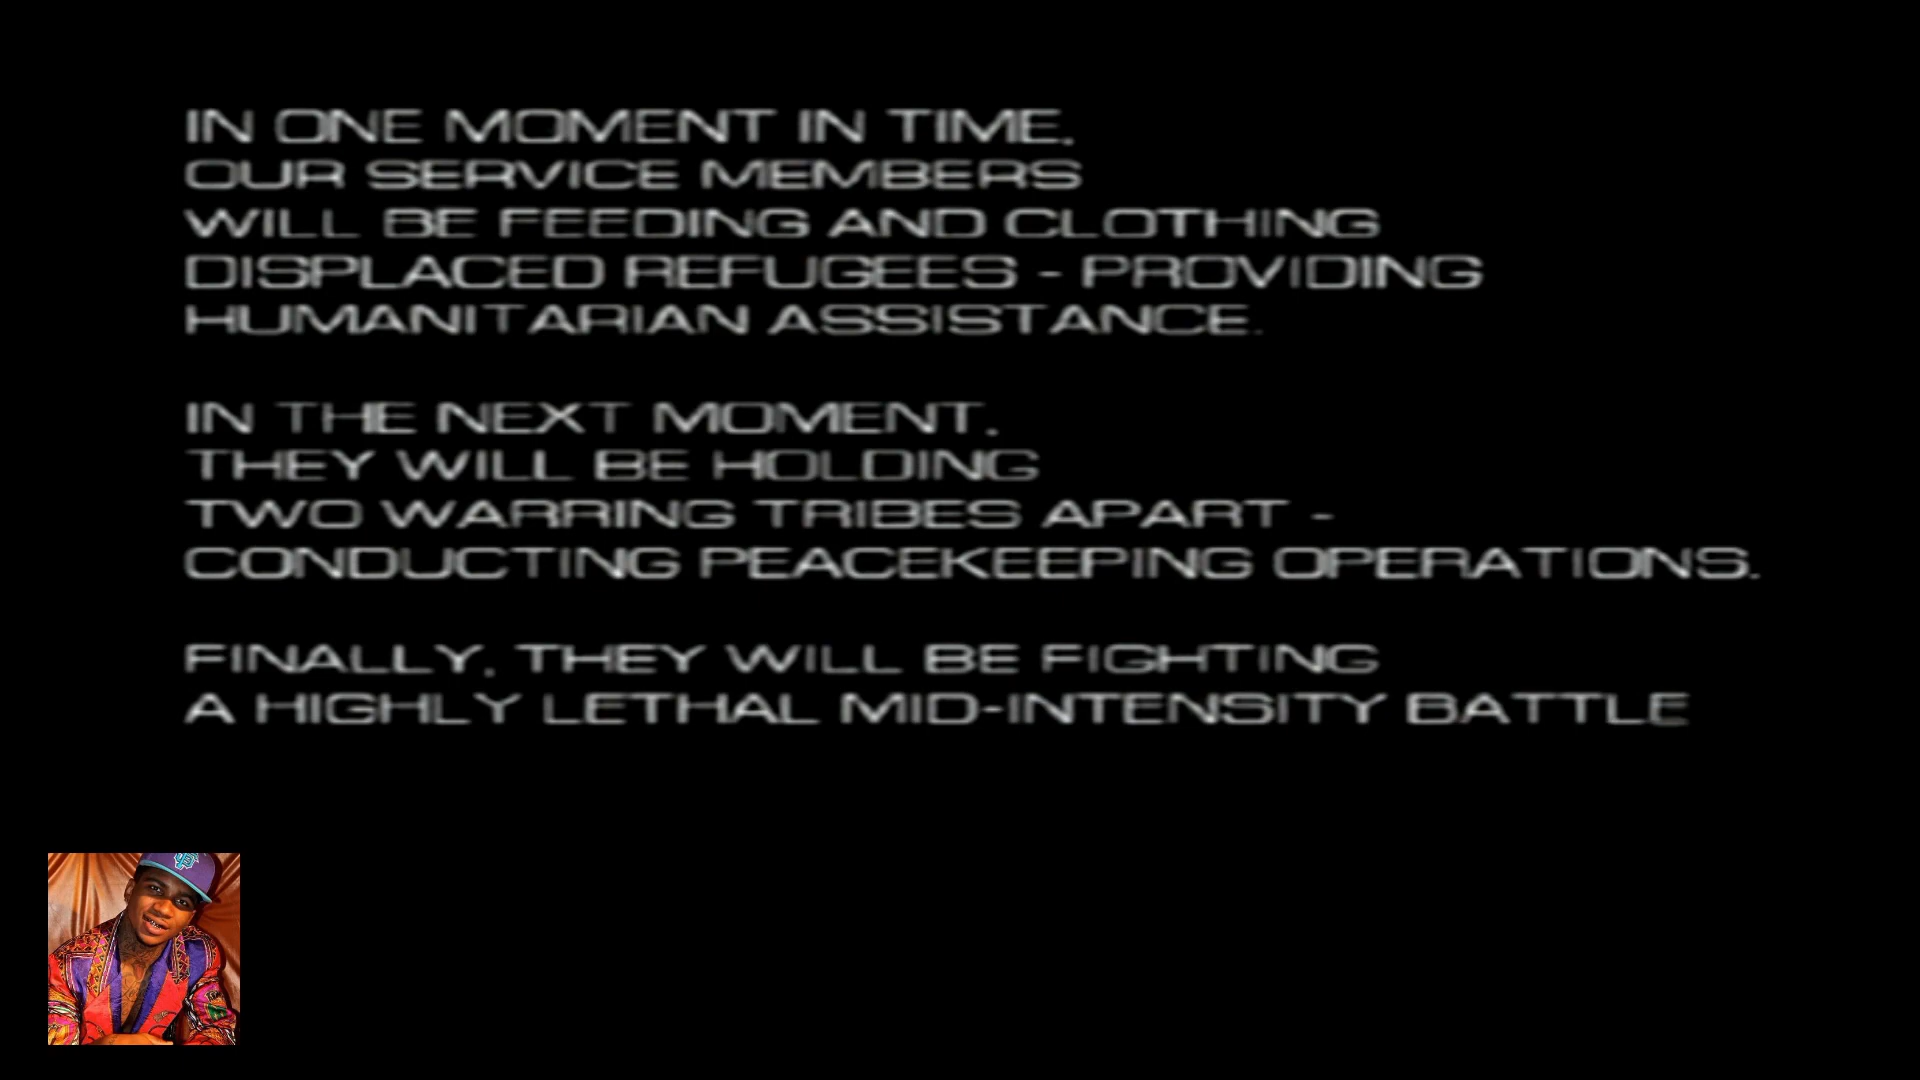 IN ONE MOMENT IN TIME,
OUR SERVICE MEMBERS
WILL BE FEEDING AND CLOTHING
DISPLACED REFUGEES - PROVIDING
HUMANITARIAN ASSISTANCE.
IN THE NEXT MOMENT,
THEY WILL BE HOLDING
TWO WARRING TRIBES APART -
CONDUCTING PEACEKEEPING OPERATIONS.
FINALLY, THEY WILL BE FIGHTING
A HIGHLY LETHAL MID-INTENSITY BATTLE